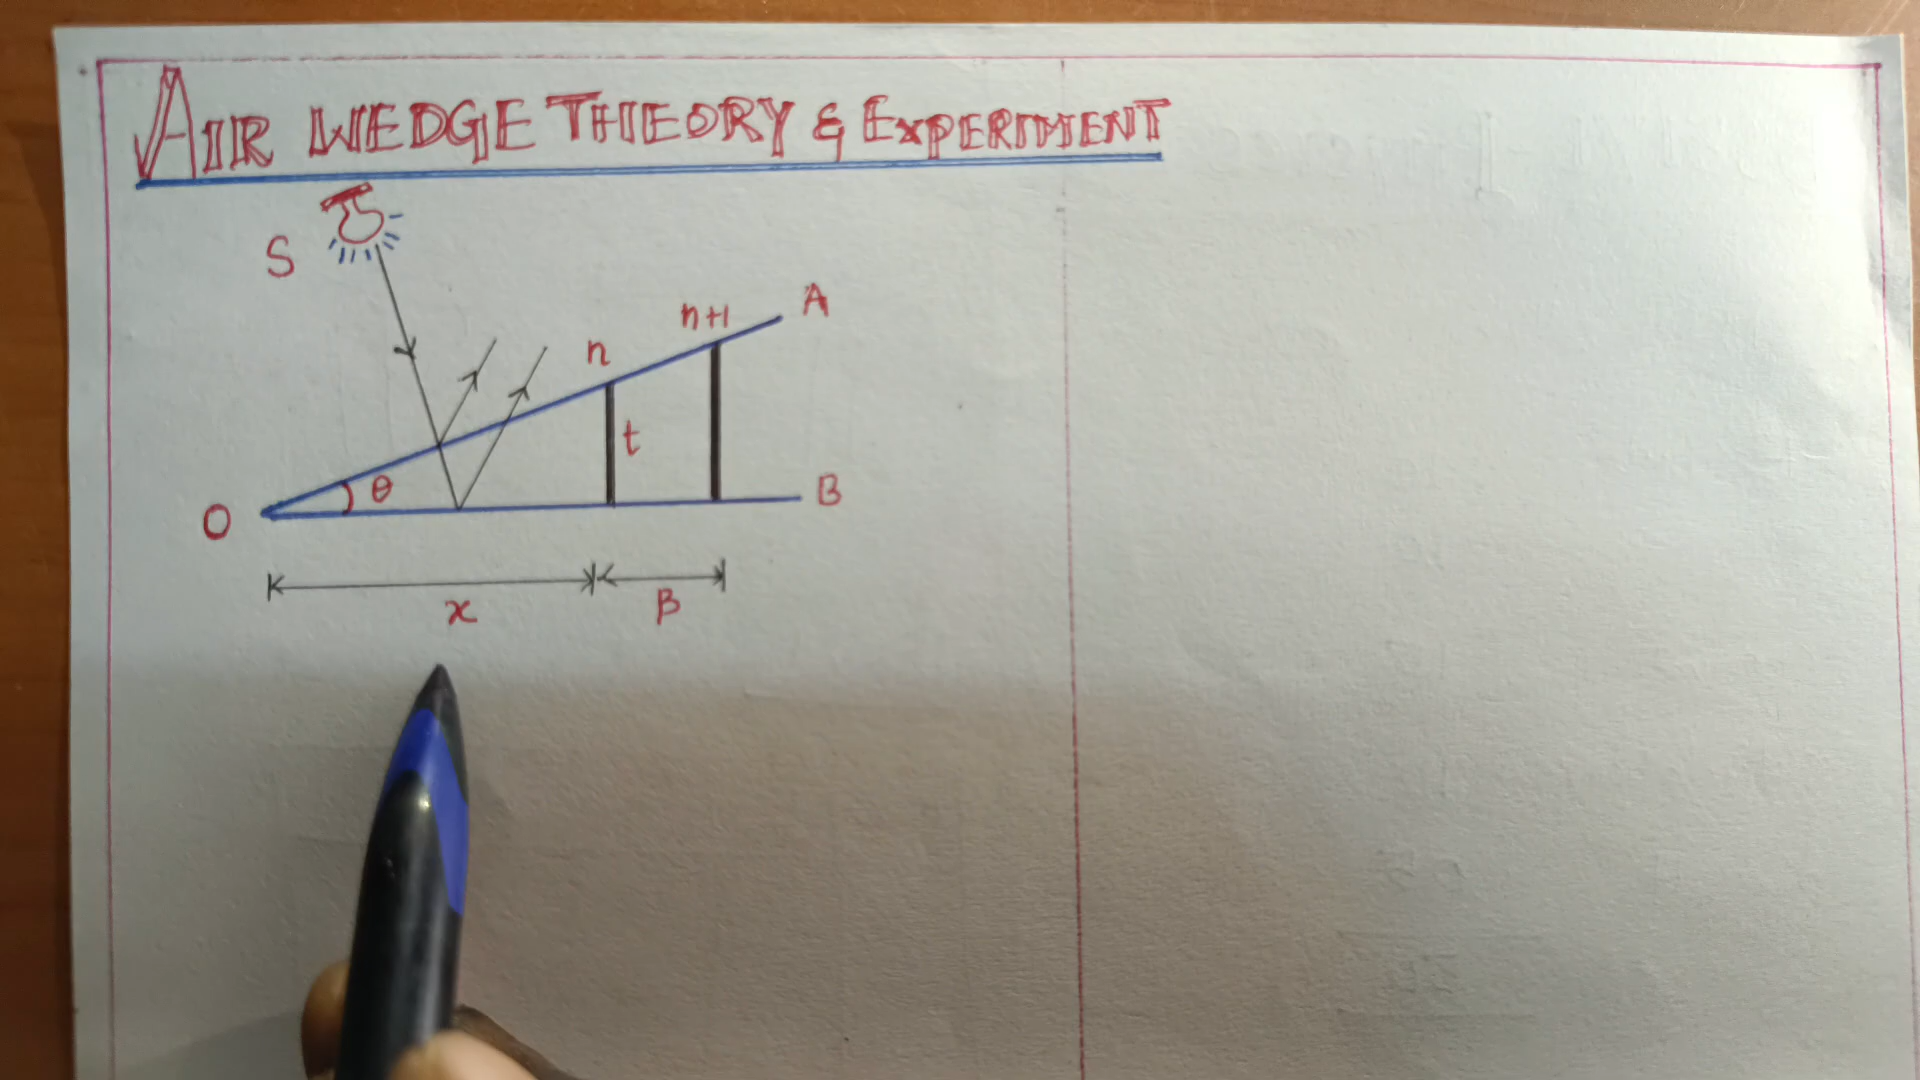 AIR WEDGE THEORY & EXPERIMENT
S
A
n+1
n
t
θ
B
O
x
β